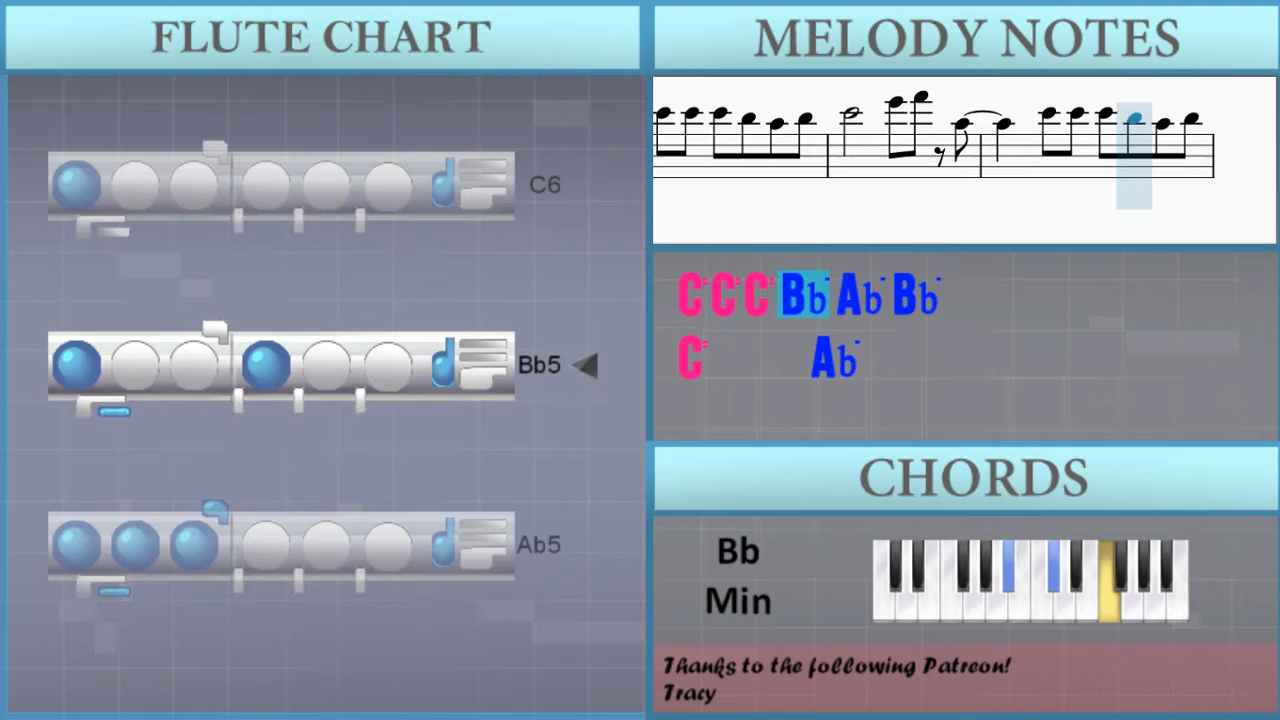 FLUTE CHART
C6
Bb5
Ab5
MELODY NOTES
C C C Bb Ab Bb
C Ab
CHORDS
Bb
Min
Thanks to the following Patreon!
Tracy